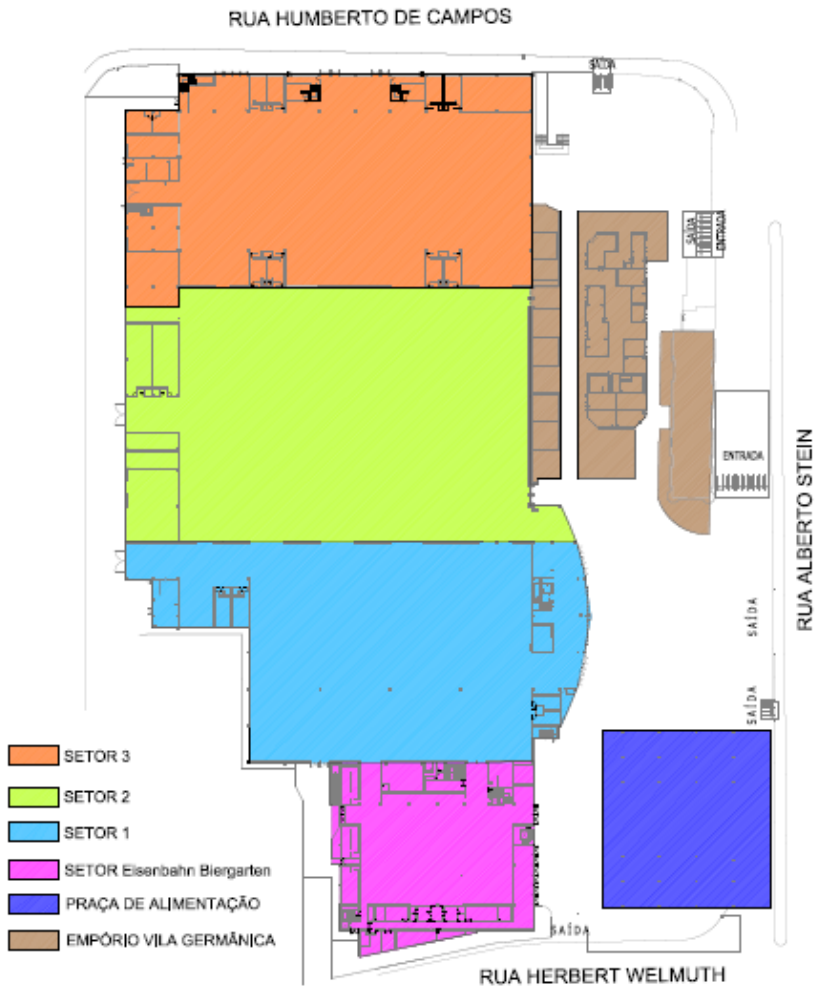 RUA HUMBERTO DE CAMPOS
SAÍDA
SAÍDA
ENTRADA
ENTRADA
RUA ALBERTO STEIN
SAÍDA
SAÍDA
SETOR 3
SETOR 2
SETOR 1
SETOR Eisenbahn Biergarten
PRAÇA DE ALIMENTAÇÃO
EMPÓRIO VILA GERMÂNICA
SAÍDA
RUA HERBERT WELMUTH